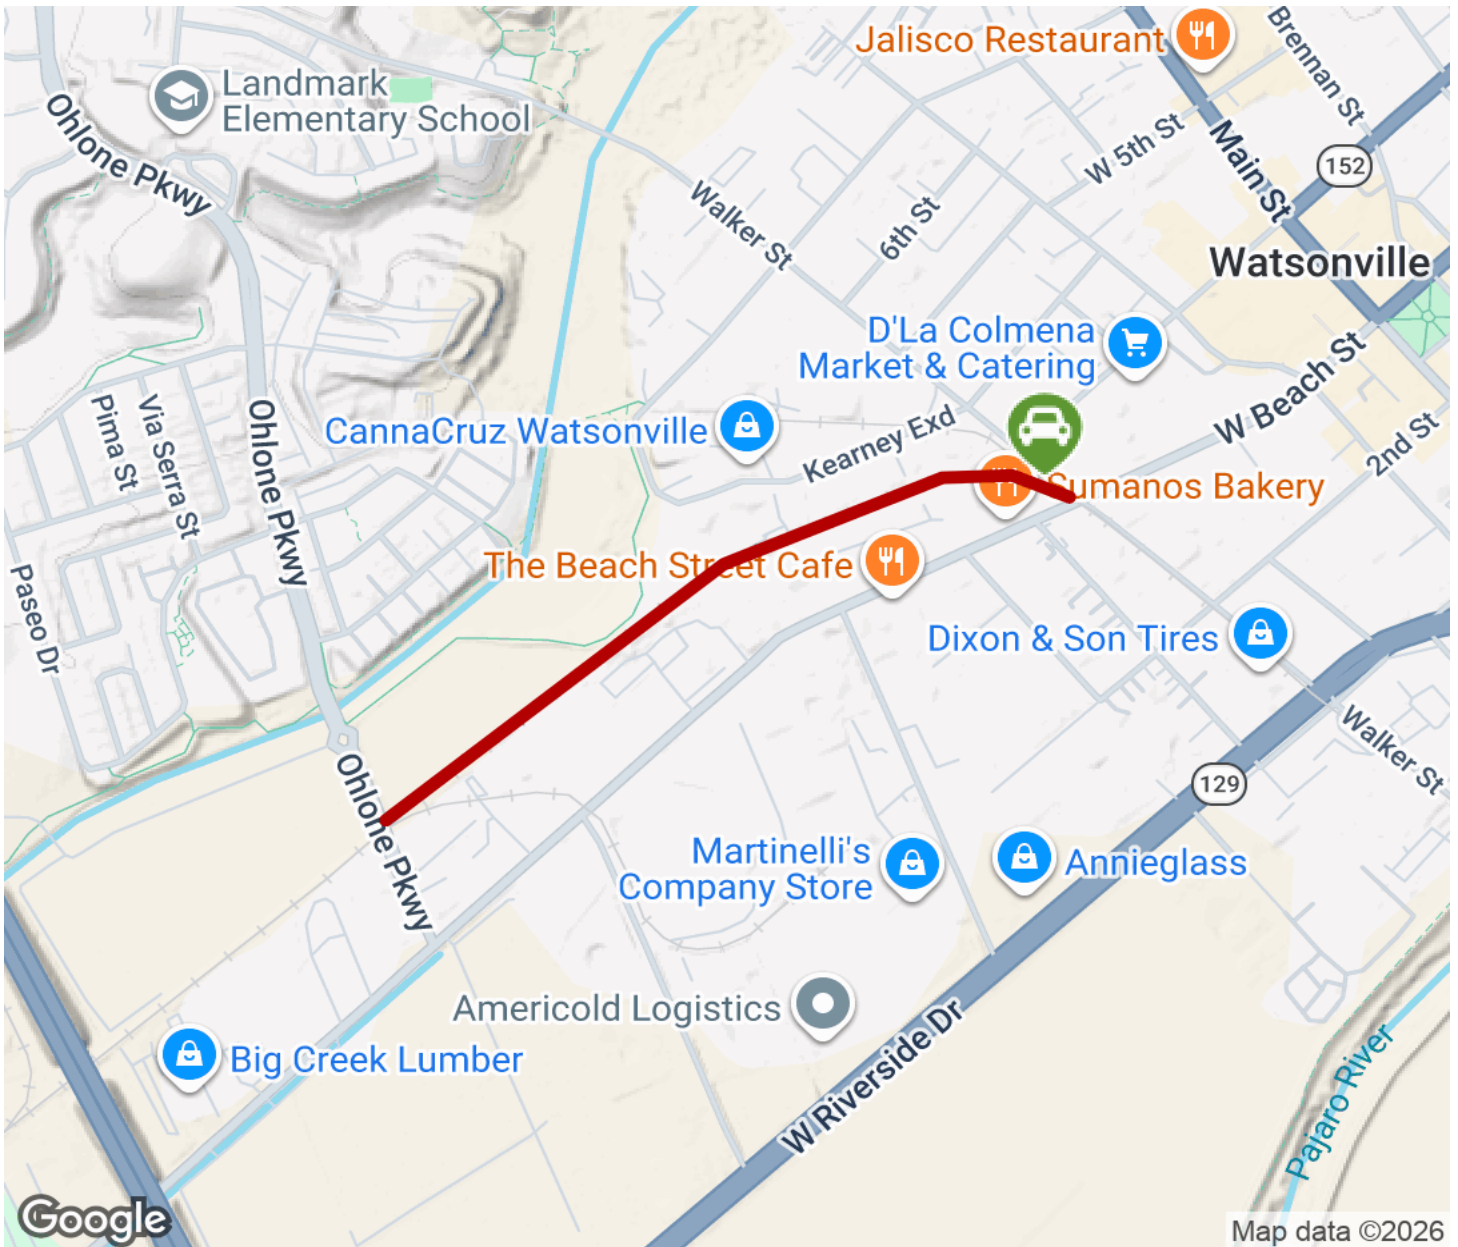 Jalisco Restaurant
Brennan St
Landmark
Elementary School
Ohlone Pkwy
W 5th St
Main St
152
Walker St
6th St
Watsonville
D'La Colmena
Market & Catering
W Beach St
Pima St
Via Serra St
Ohlone Pkwy
CannaCruz Watsonville
Kearney Exd
2nd St
Sumanos Bakery
The Beach Street Cafe
Paseo Dr
Dixon & Son Tires
Walker St
Ohlone Pkwy
129
Martinelli's
Company Store
Annieglass
Americold Logistics
Big Creek Lumber
W Riverside Dr
Pajaro River
Google
Map data ©2026